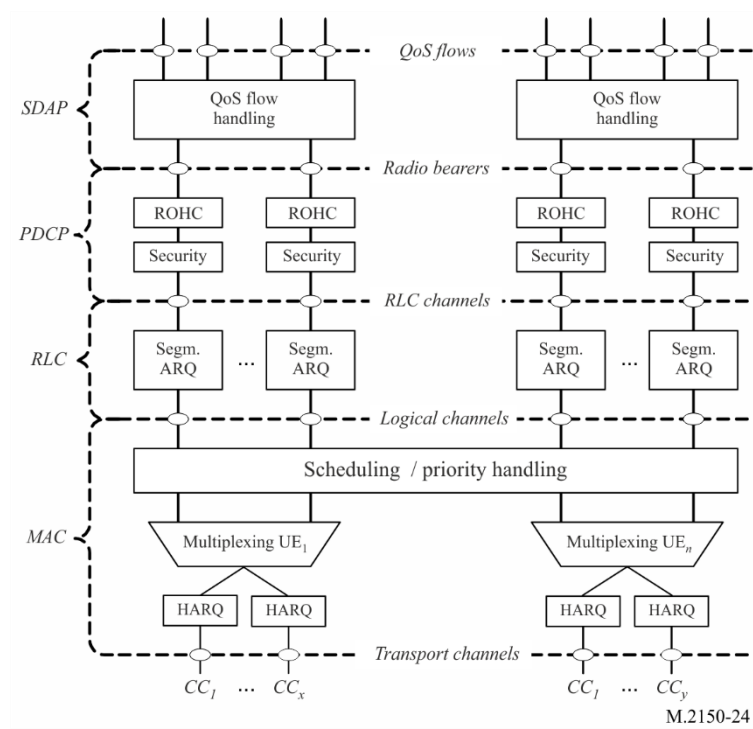 QoS flows
SDAP
QoS flow
handling
QoS flow
handling
Radio bearers
PDCP
ROHC
ROHC
ROHC
ROHC
Security
Security
Security
Security
RLC channels
RLC
Segm.
ARQ
...
Segm.
ARQ
Segm.
ARQ
...
Segm.
ARQ
Logical channels
Scheduling / priority handling
MAC
Multiplexing UE1
Multiplexing UEn
HARQ
HARQ
HARQ
HARQ
Transport channels
CC1 ... CCx
CC1 ... CCy
M.2150-24